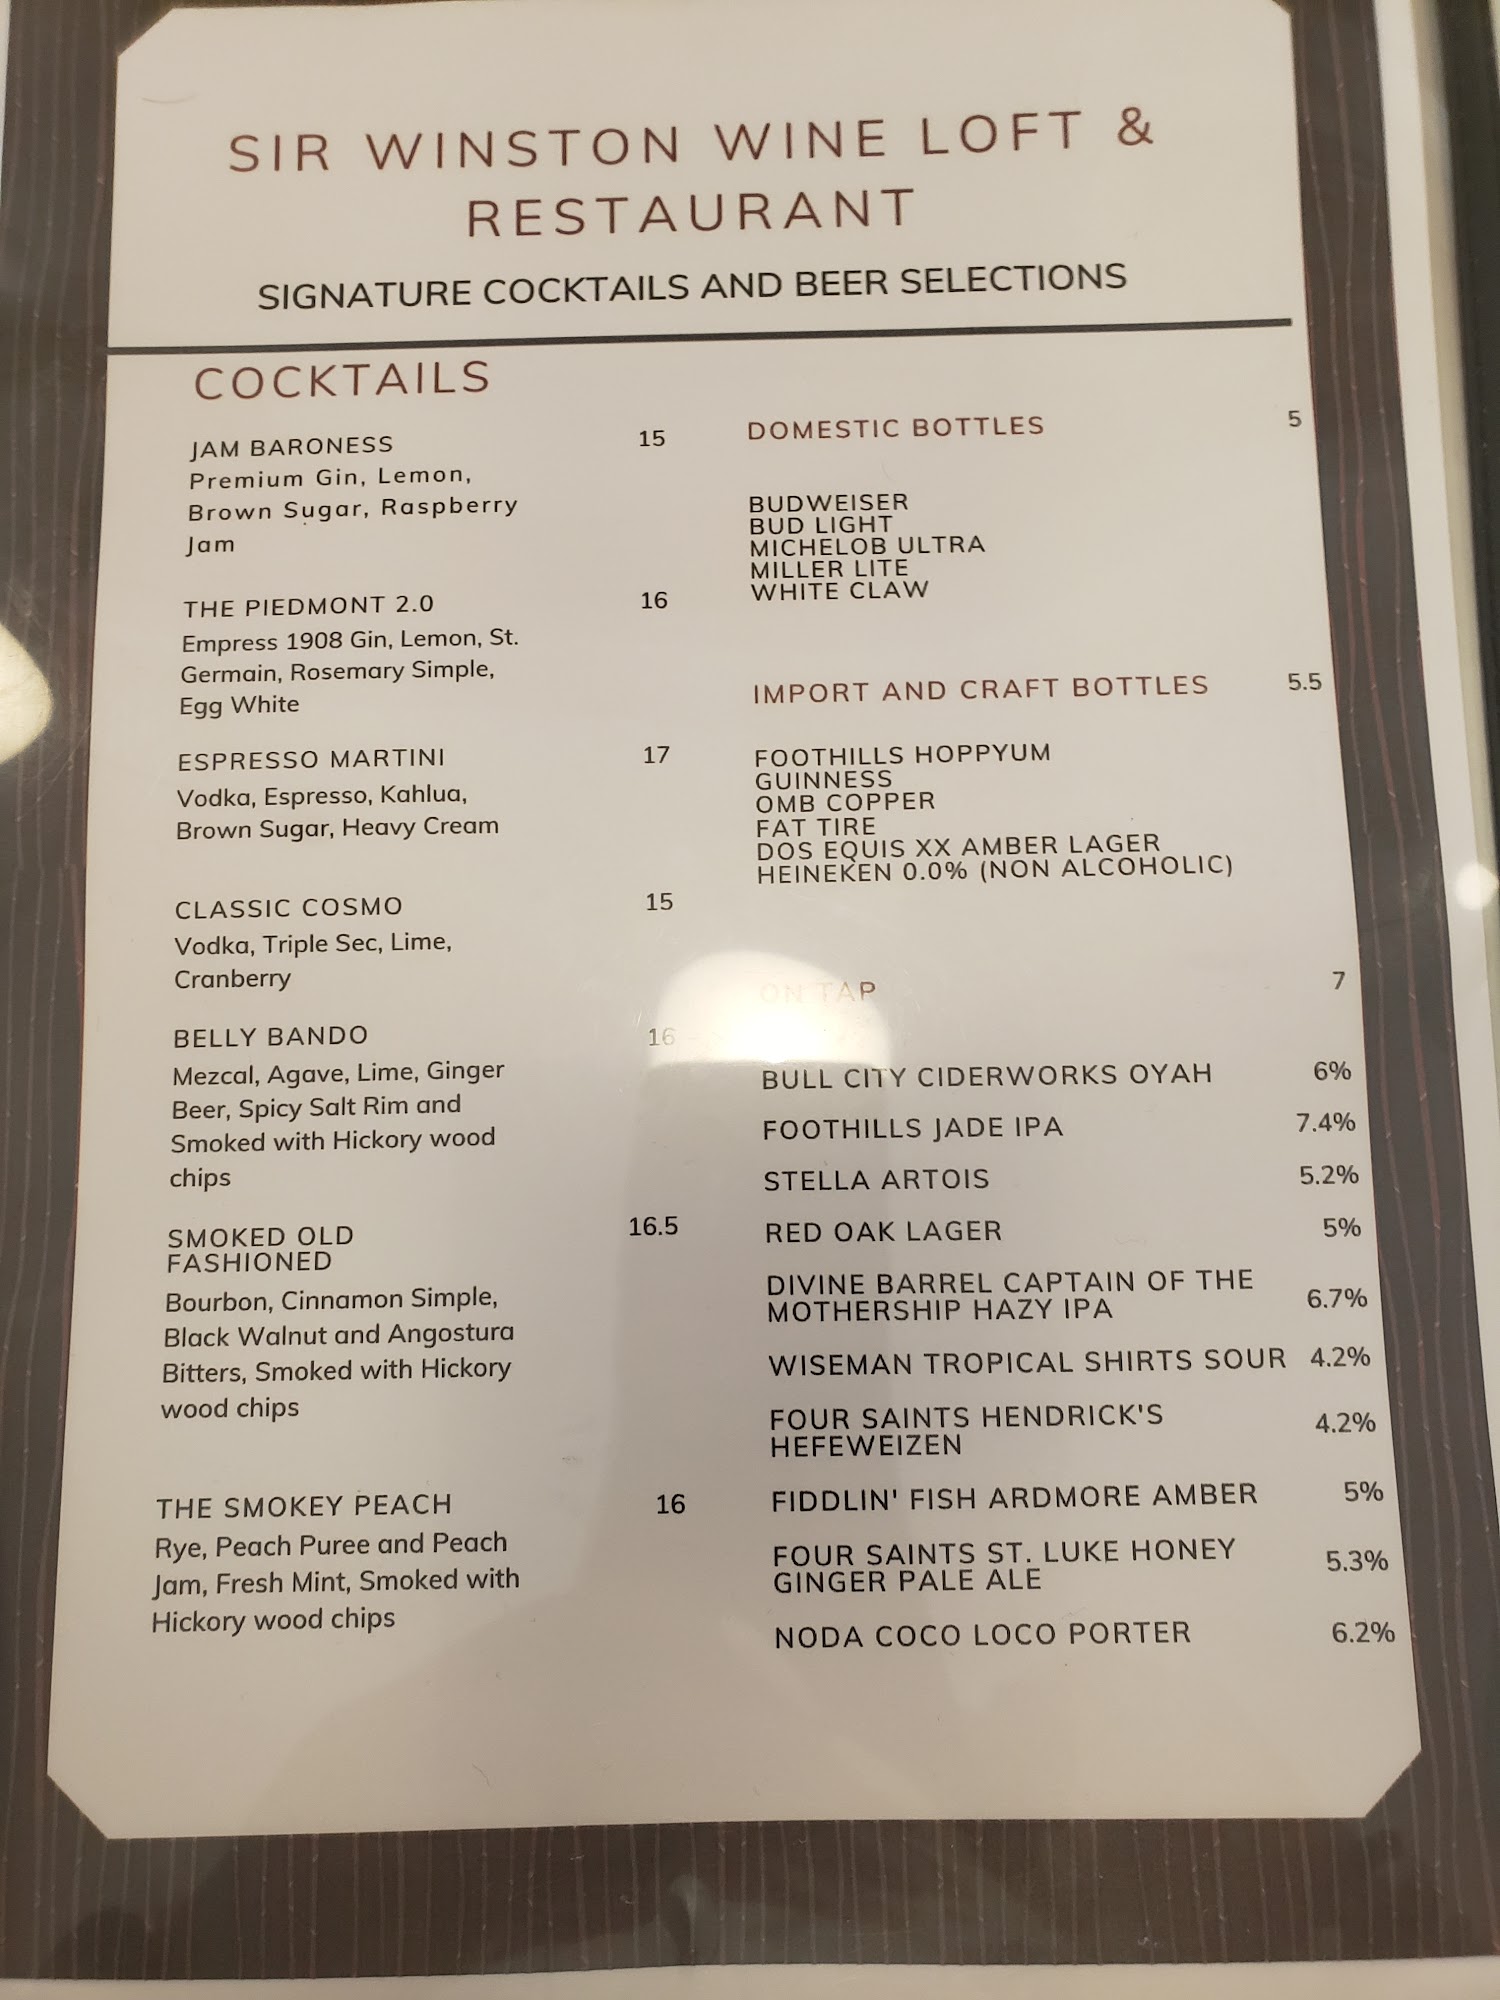 SIR WINSTON WINE LOFT &
RESTAURANT
SIGNATURE COCKTAILS AND BEER SELECTIONS
COCKTAILS
JAM BARONESS 15
Premium Gin, Lemon,
Brown Sugar, Raspberry
Jam
THE PIEDMONT 2.0 16
Empress 1908 Gin, Lemon, St.
Germain, Rosemary Simple,
Egg White
ESPRESSO MARTINI 17
Vodka, Espresso, Kahlua,
Brown Sugar, Heavy Cream
CLASSIC COSMO 15
Vodka, Triple Sec, Lime,
Cranberry
BELLY BANDO 16
Mezcal, Agave, Lime, Ginger
Beer, Spicy Salt Rim and
Smoked with Hickory wood
chips
SMOKED OLD 16.5
FASHIONED
Bourbon, Cinnamon Simple,
Black Walnut and Angostura
Bitters, Smoked with Hickory
wood chips
THE SMOKEY PEACH 16
Rye, Peach Puree and Peach
Jam, Fresh Mint, Smoked with
Hickory wood chips
DOMESTIC BOTTLES 5
BUDWEISER
BUD LIGHT
MICHELOB ULTRA
MILLER LITE
WHITE CLAW
IMPORT AND CRAFT BOTTLES 5.5
FOOTHILLS HOPPYUM
GUINNESS
OMB COPPER
FAT TIRE
DOS EQUIS XX AMBER LAGER
HEINEKEN 0.0% (NON ALCOHOLIC)
ON TAP 7
BULL CITY CIDERWORKS OYAH 6%
FOOTHILLS JADE IPA 7.4%
STELLA ARTOIS 5.2%
RED OAK LAGER 5%
DIVINE BARREL CAPTAIN OF THE
MOTHERSHIP HAZY IPA 6.7%
WISEMAN TROPICAL SHIRTS SOUR 4.2%
FOUR SAINTS HENDRICK'S
HEFEWEIZEN 4.2%
FIDDLIN' FISH ARDMORE AMBER 5%
FOUR SAINTS ST. LUKE HONEY
GINGER PALE ALE 5.3%
NODA COCO LOCO PORTER 6.2%